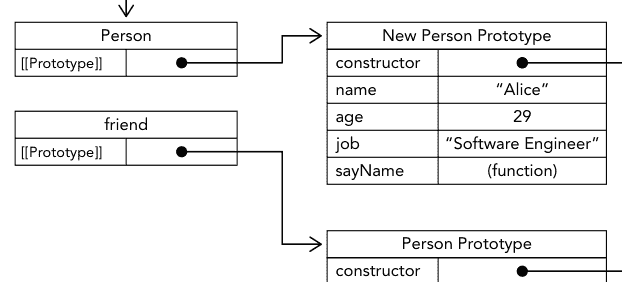 Person
[[Prototype]]
New Person Prototype
constructor
name “Alice“
age 29
job “Software Engineer”
sayName (function)
friend
[[Prototype]]
Person Prototype
constructor